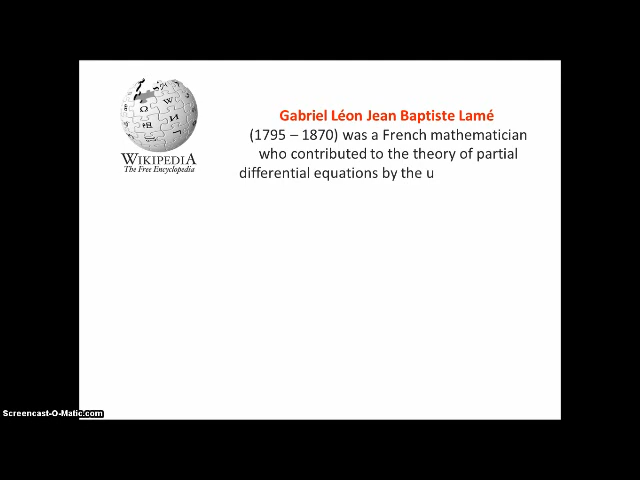 WIKIPEDIA
The Free Encyclopedia
Gabriel Léon Jean Baptiste Lamé
(1795 – 1870) was a French mathematician
who contributed to the theory of partial
differential equations by the u
Screencast-O-Matic.com